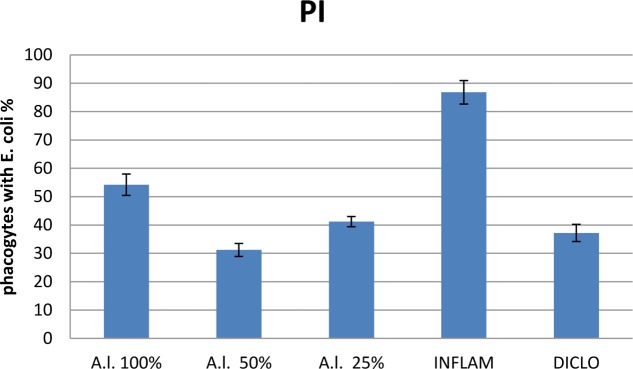 PI
phacogytes with E. coli %
100
90
80
70
60
50
40
30
20
10
0
A.l. 100%
A.l. 50%
A.l. 25%
INFLAM
DICLO